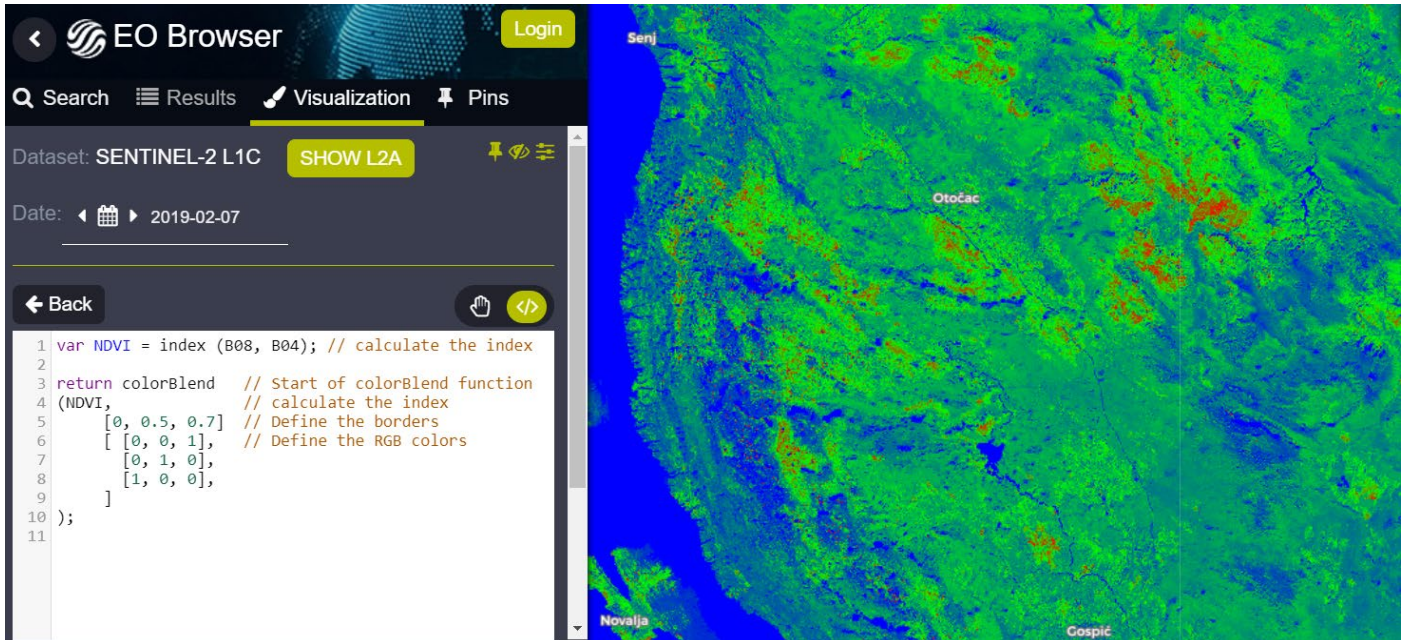 EO Browser
Login
Search Results Visualization Pins
Dataset: SENTINEL-2 L1C SHOW L2A
Date: 2019-02-07
Back
</>
1 var NDVI = index (B08, B04); // calculate the index
2
3 return colorBlend   // Start of colorBlend function
4 (NDVI,              // calculate the index
5      [0, 0.5, 0.7]  // Define the borders
6      [ [0, 0, 1],   // Define the RGB colors
7        [0, 1, 0],
8        [1, 0, 0],
9      ]
10 );
11
Senj
Otočac
Novalja
Gospić